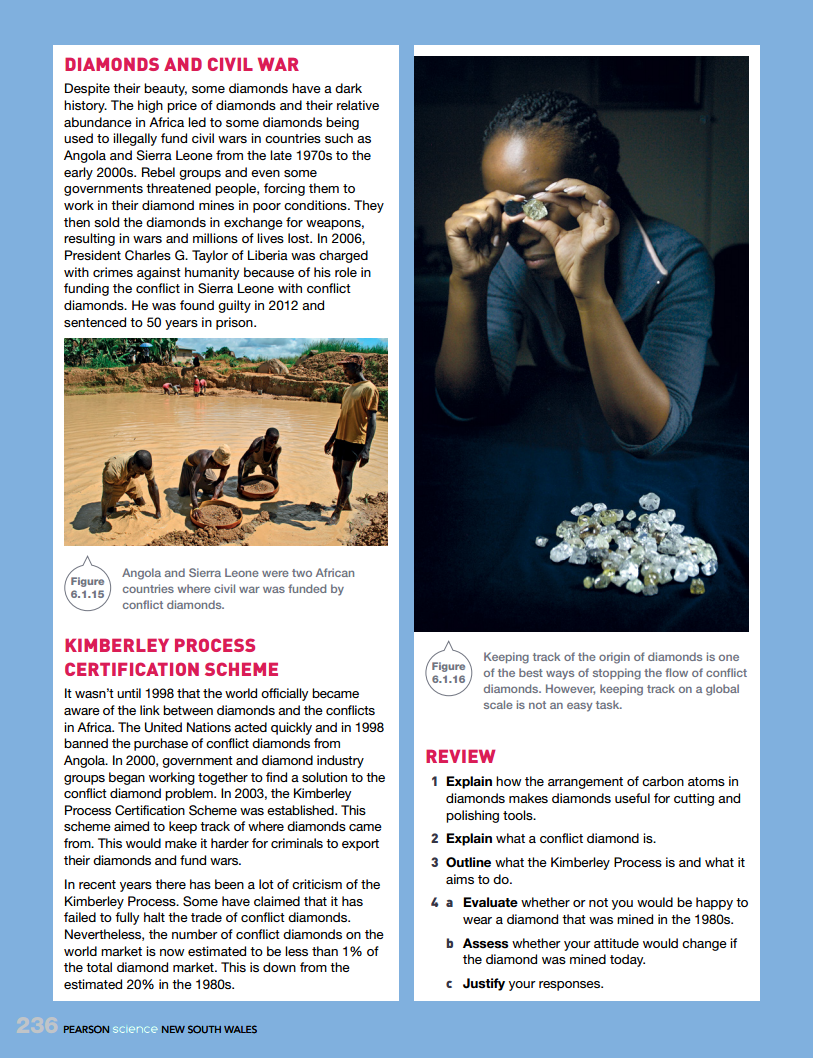 DIAMONDS AND CIVIL WAR
Despite their beauty, some diamonds have a dark
history. The high price of diamonds and their relative
abundance in Africa led to some diamonds being
used to illegally fund civil wars in countries such as
Angola and Sierra Leone from the late 1970s to the
early 2000s. Rebel groups and even some
governments threatened people, forcing them to
work in their diamond mines in poor conditions. They
then sold the diamonds in exchange for weapons,
resulting in wars and millions of lives lost. In 2006,
President Charles G. Taylor of Liberia was charged
with crimes against humanity because of his role in
funding the conflict in Sierra Leone with conflict
diamonds. He was found guilty in 2012 and
sentenced to 50 years in prison.
Figure
6.1.15
Angola and Sierra Leone were two African
countries where civil war was funded by
conflict diamonds.
KIMBERLEY PROCESS
CERTIFICATION SCHEME
It wasn't until 1998 that the world officially became
aware of the link between diamonds and the conflicts
in Africa. The United Nations acted quickly and in 1998
banned the purchase of conflict diamonds from
Angola. In 2000, government and diamond industry
groups began working together to find a solution to the
conflict diamond problem. In 2003, the Kimberley
Process Certification Scheme was established. This
scheme aimed to keep track of where diamonds came
from. This would make it harder for criminals to export
their diamonds and fund wars.
In recent years there has been a lot of criticism of the
Kimberley Process. Some have claimed that it has
failed to fully halt the trade of conflict diamonds.
Nevertheless, the number of conflict diamonds on the
world market is now estimated to be less than 1% of
the total diamond market. This is down from the
estimated 20% in the 1980s.
Figure
6.1.16
Keeping track of the origin of diamonds is one
of the best ways of stopping the flow of conflict
diamonds. However, keeping track on a global
scale is not an easy task.
REVIEW
1 Explain how the arrangement of carbon atoms in
diamonds makes diamonds useful for cutting and
polishing tools.
2 Explain what a conflict diamond is.
3 Outline what the Kimberley Process is and what it
aims to do.
4 a Evaluate whether or not you would be happy to
wear a diamond that was mined in the 1980s.
b Assess whether your attitude would change if
the diamond was mined today.
c Justify your responses.
236 PEARSON science NEW SOUTH WALES